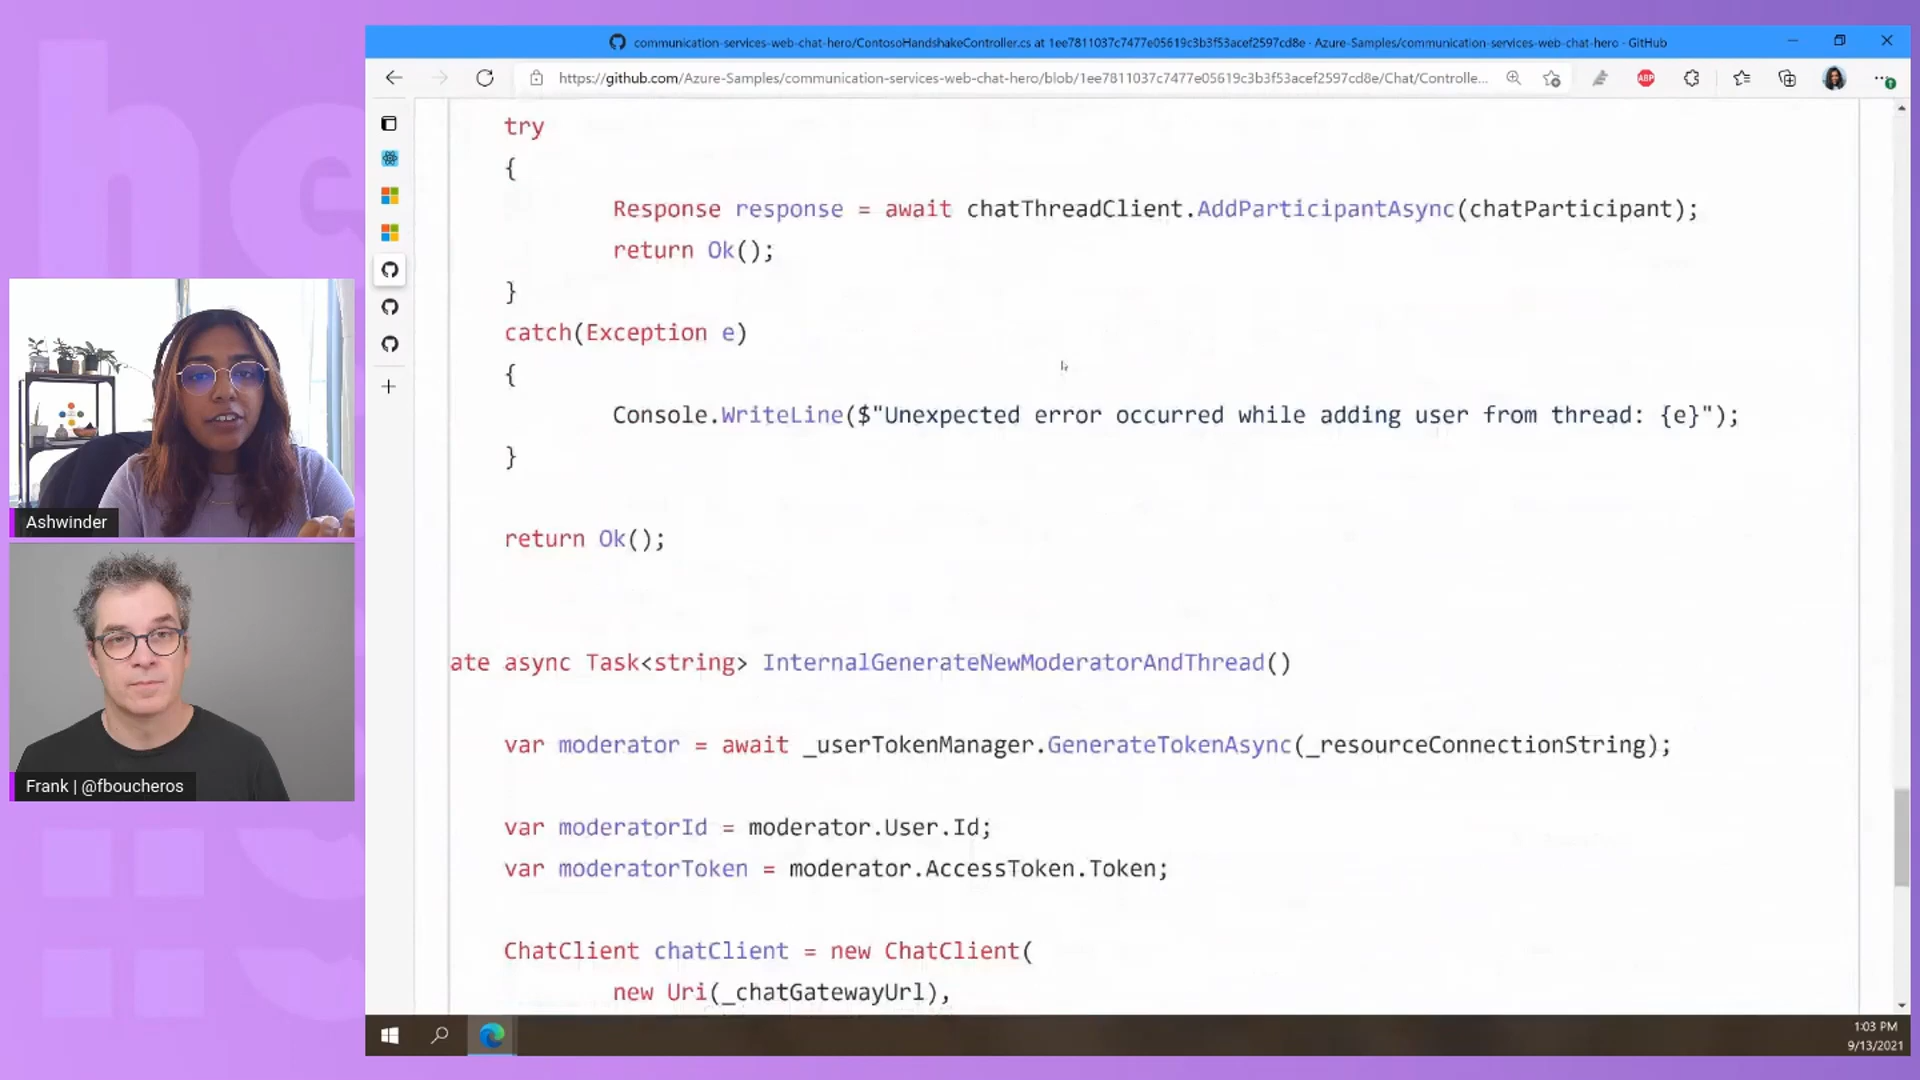 communication-services-web-chat-hero/ContosoHandshakeController.cs at 1ee7811037c7477e05619c3b3f53acef2597cd8e · Azure-Samples/communication-services-web-chat-hero · GitHub
https://github.com/Azure-Samples/communication-services-web-chat-hero/blob/1ee7811037c7477e05619c3b3f53acef2597cd8e/Chat/Controlle...
ABP
try
{
Response response = await chatThreadClient.AddParticipantAsync(chatParticipant);
return Ok();
}
catch(Exception e)
{
Console.WriteLine($"Unexpected error occurred while adding user from thread: {e}");
}
return Ok();
ate async Task<string> InternalGenerateNewModeratorAndThread()
var moderator = await _userTokenManager.GenerateTokenAsync(_resourceConnectionString);
var moderatorId = moderator.User.Id;
var moderatorToken = moderator.AccessToken.Token;
ChatClient chatClient = new ChatClient(
new Uri(_chatGatewayUrl),
Ashwinder
Frank | @fboucheros
1:03 PM
9/13/2021